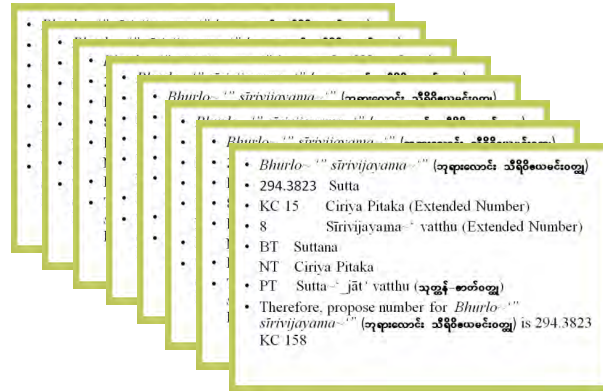 • Bhurlo~ ‘” sīrivijayama~‘” (ဘုရားလောင်း သီရိဝိဇယမင်းဝတ္ထု)
• 294.3823 Sutta
• KC 15 Ciriya Pitaka (Extended Number)
• 8 Sīrivijayama~‘ vatthu (Extended Number)
• BT Suttana
NT Ciriya Pitaka
• PT Sutta~‘ jāt‘ vatthu (သုတ္တန်-ဇာတ်ဝတ္ထု)
• Therefore, propose number for Bhurlo~‘”
sīrivijayama~‘” (ဘုရားလောင်း သီရိဝိဇယမင်းဝတ္ထု) is 294.3823
KC 158